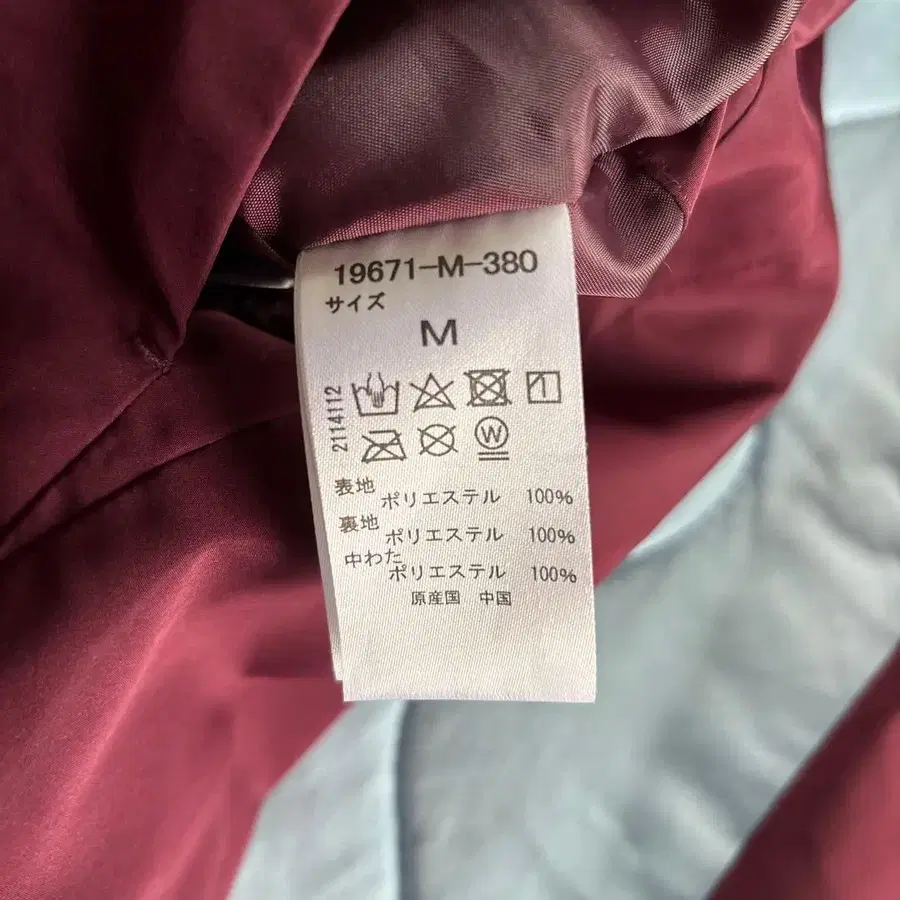 19671-M-380
サイズ
M
2114112
W
表地
ポリエステル 100%
裏地
ポリエステル 100%
中わた
ポリエステル 100%
原産国 中国